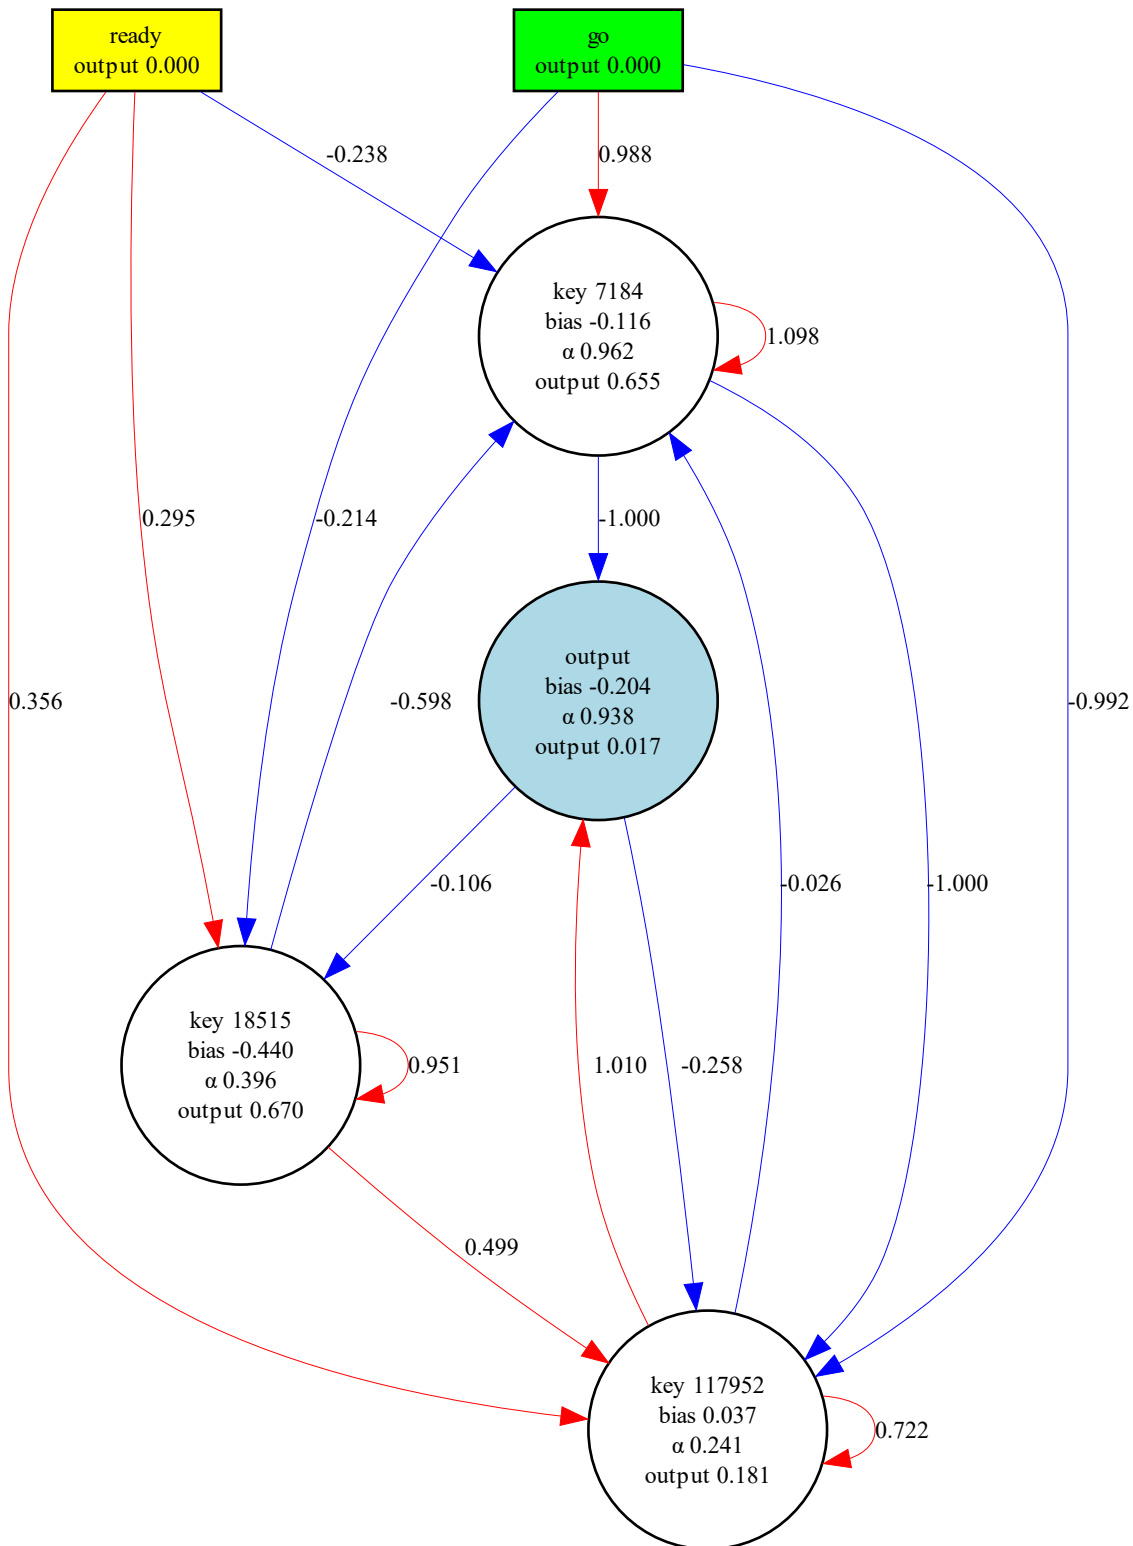 ready
output 0.000
go
output 0.000
-0.238
0.988
key 7184
bias -0.116
α 0.962
output 0.655
1.098
0.295
-0.214
-1.000
output
bias -0.204
α 0.938
output 0.017
0.356
-0.598
-0.992
-0.106
-0.026
-1.000
key 18515
bias -0.440
α 0.396
output 0.670
0.951
1.010
-0.258
0.499
key 117952
bias 0.037
α 0.241
output 0.181
0.722